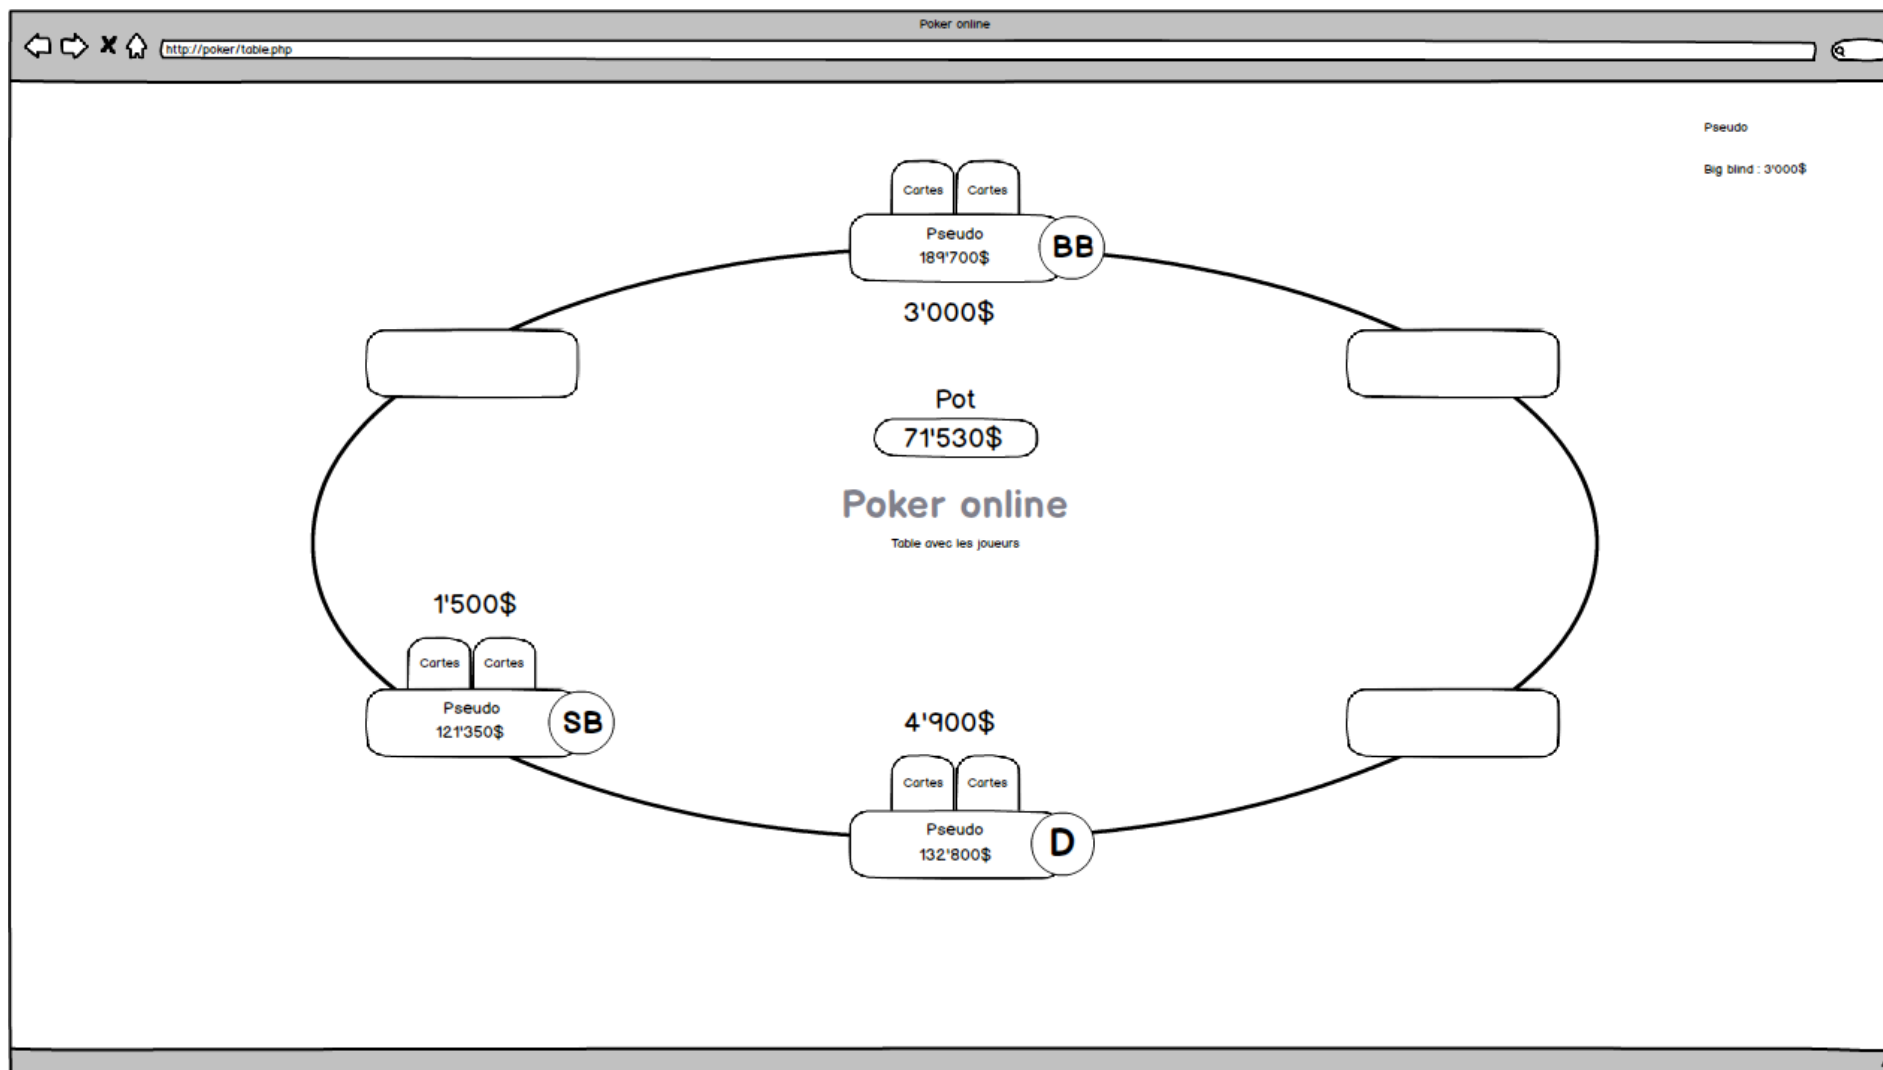 Poker online
http://poker/table.php
Pseudo
Big blind : 3'000$
Cartes Cartes
Pseudo
189'700$
BB
3'000$
Pot
71'530$
Poker online
Table avec les joueurs
1'500$
Cartes Cartes
Pseudo
121'350$
SB
4'900$
Cartes Cartes
Pseudo
132'800$
D